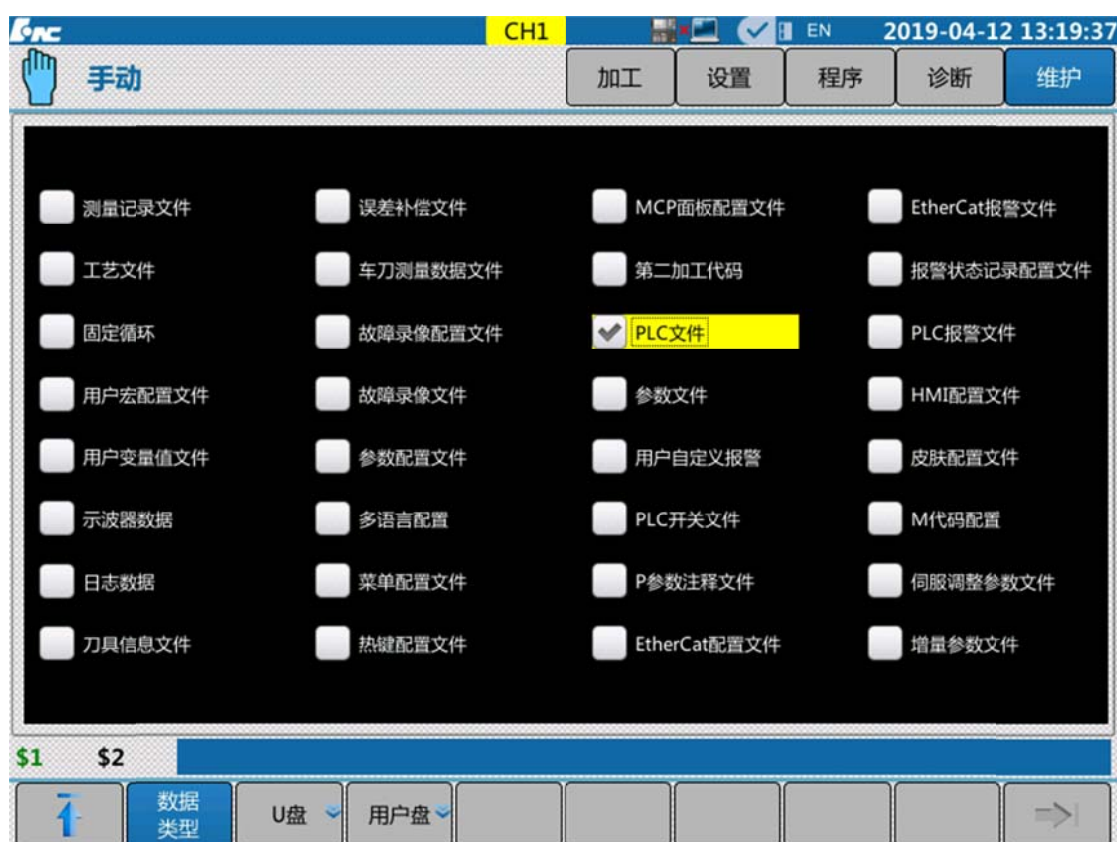 CH1 EN 2019-04-12 13:19:37
手动 加工 设置 程序 诊断 维护
测量记录文件 误差补偿文件 MCP面板配置文件 EtherCat报警文件
工艺文件 车刀测量数据文件 第二加工代码 报警状态记录配置文件
固定循环 故障录像配置文件 PLC文件 PLC报警文件
用户宏配置文件 故障录像文件 参数文件 HMI配置文件
用户变量值文件 参数配置文件 用户自定义报警 皮肤配置文件
示波器数据 多语言配置 PLC开关文件 M代码配置
日志数据 菜单配置文件 P参数注释文件 伺服调整参数文件
刀具信息文件 热键配置文件 EtherCat配置文件 增量参数文件
$1 $2
数据 U盘 用户盘
类型